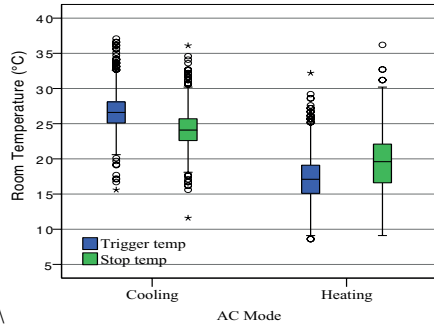 40
35
30
25
20
15
10
5
Room Temperature (°C)
Trigger temp
Stop temp
Cooling
Heating
AC Mode
\